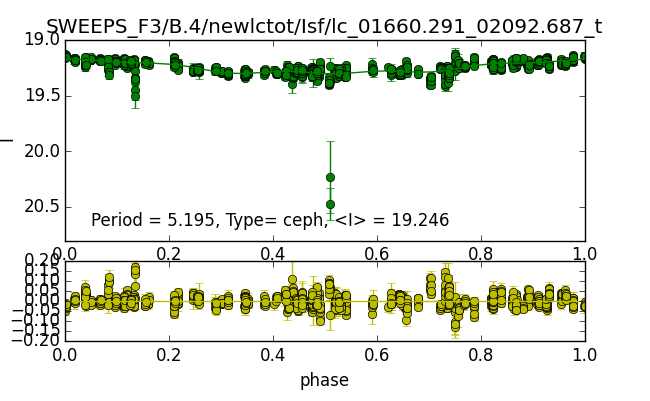 SWEEPS_F3/B.4/newlctot/Isf/lc_01660.291_02092.687_t
19.0
19.5
20.0
20.5
I
Period = 5.195, Type= ceph, <I> = 19.246
0.0 0.2 0.4 0.6 0.8 1.0
0.20
0.15
0.10
0.05
0.00
−0.05
−0.10
−0.15
−0.20
0.0 0.2 0.4 0.6 0.8 1.0
phase